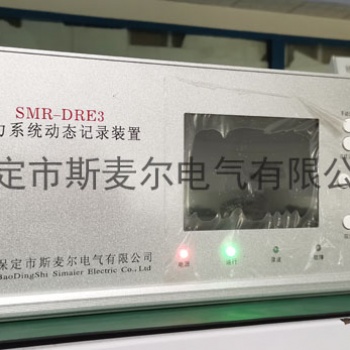 SMR-DRE3
力系统动态记录装置
定市斯麦尔电气有限公
保定市斯麦尔电气有限公司
BaoDingShi Simaier Electric Co., Ltd
运行